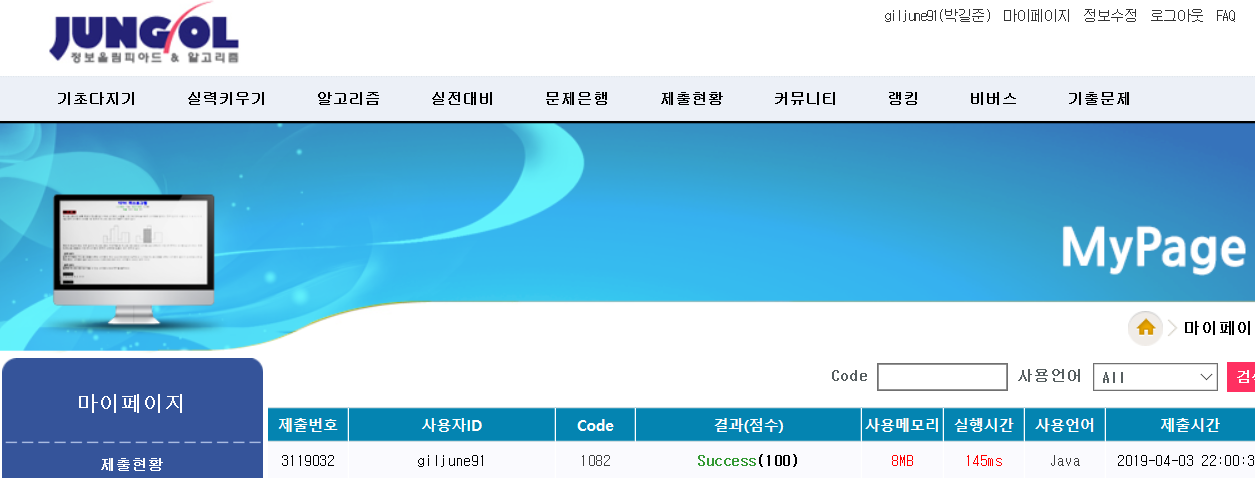 JUNGOL
정보올림피아드 & 알고리즘
giljune91(박길준) 마이페이지 정보수정 로그아웃 FAQ
기초다지기 실력키우기 알고리즘 실전대비 문제은행 제출현황 커뮤니티 랭킹 비버스 기출문제
MyPage
마이페이
Code 사용언어 All 검색
마이페이지
제출현황
제출번호 사용자ID Code 결과(점수) 사용메모리 실행시간 사용언어 제출시간
3119032 giljune91 1082 Success(100) 8MB 145ms Java 2019-04-03 22:00:3